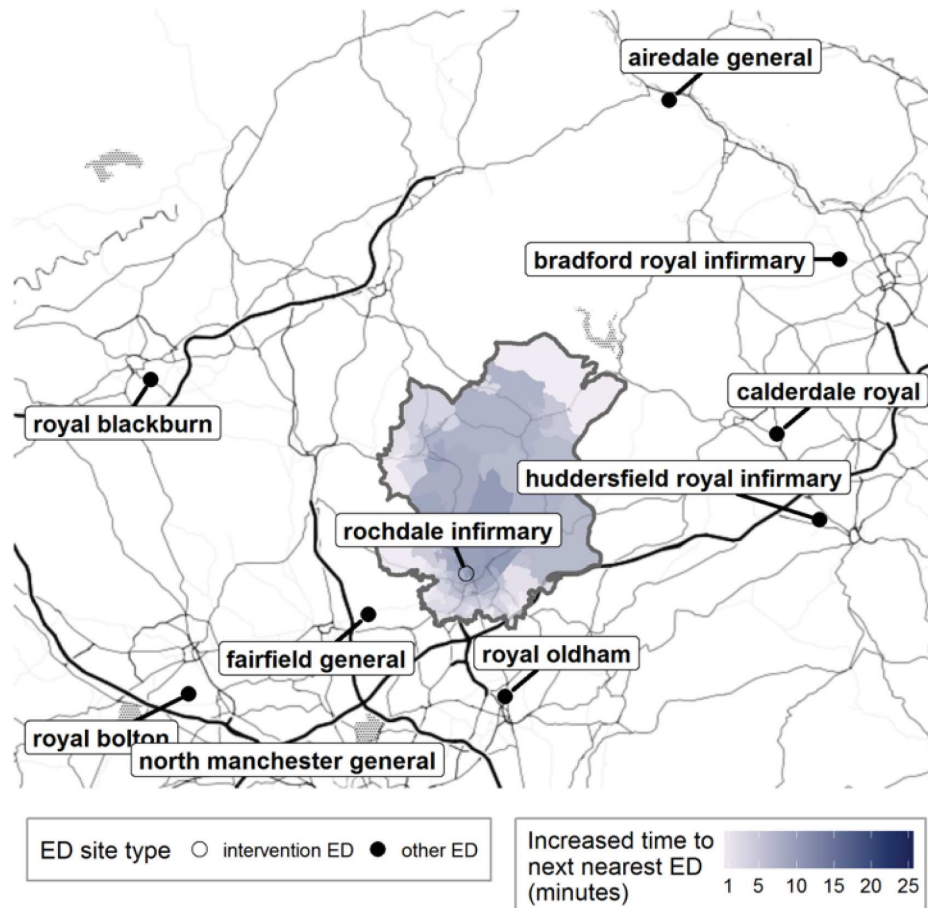 airedale general
bradford royal infirmary
calderdale royal
royal blackburn
huddersfield royal infirmary
rochdale infirmary
fairfield general
royal oldham
royal bolton
north manchester general
ED site type
intervention ED
other ED
Increased time to
next nearest ED
(minutes)
1 5 10 15 20 25